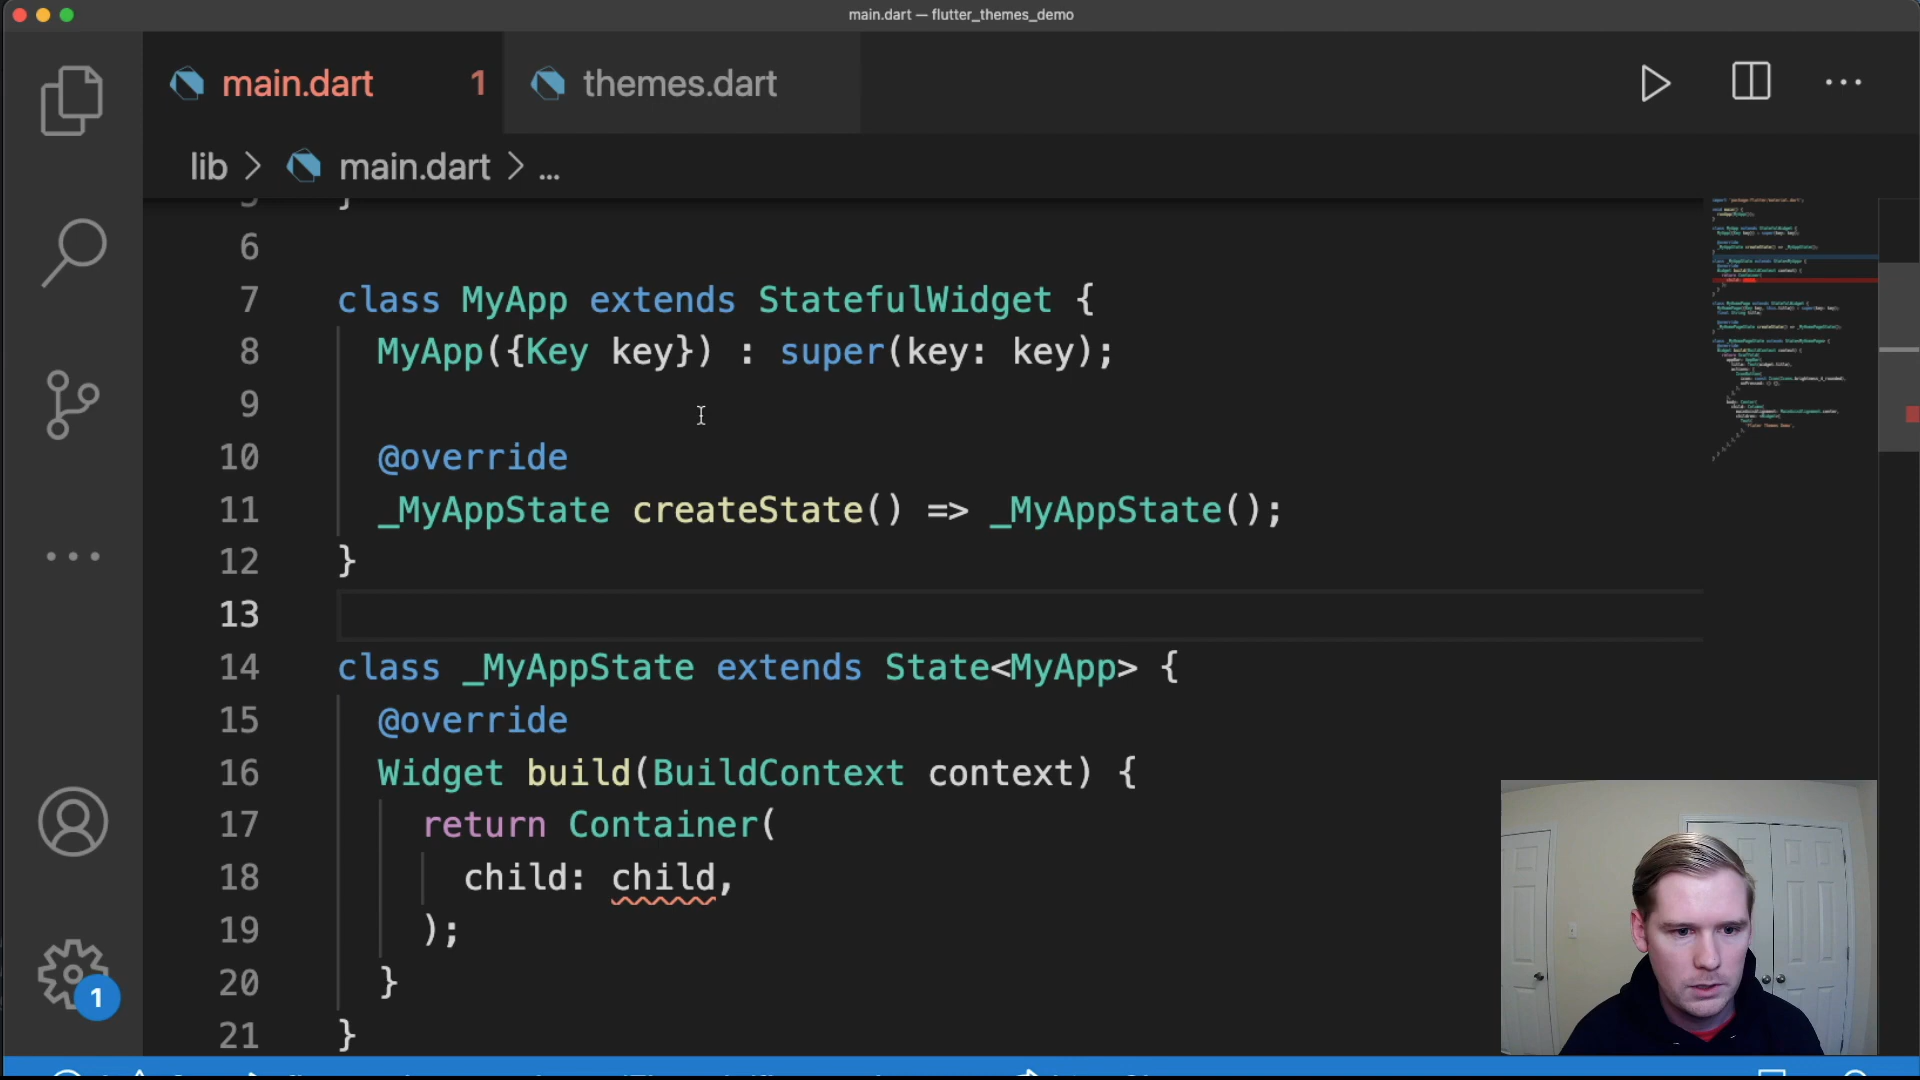 main.dart — flutter_themes_demo
main.dart 1
themes.dart
lib > main.dart > ...
5 }
6
7 class MyApp extends StatefulWidget {
8 MyApp({Key key}) : super(key: key);
9
10 @override
11 _MyAppState createState() => _MyAppState();
12 }
13
14 class _MyAppState extends State<MyApp> {
15 @override
16 Widget build(BuildContext context) {
17 return Container(
18 child: child,
19 );
20 }
21 }
1